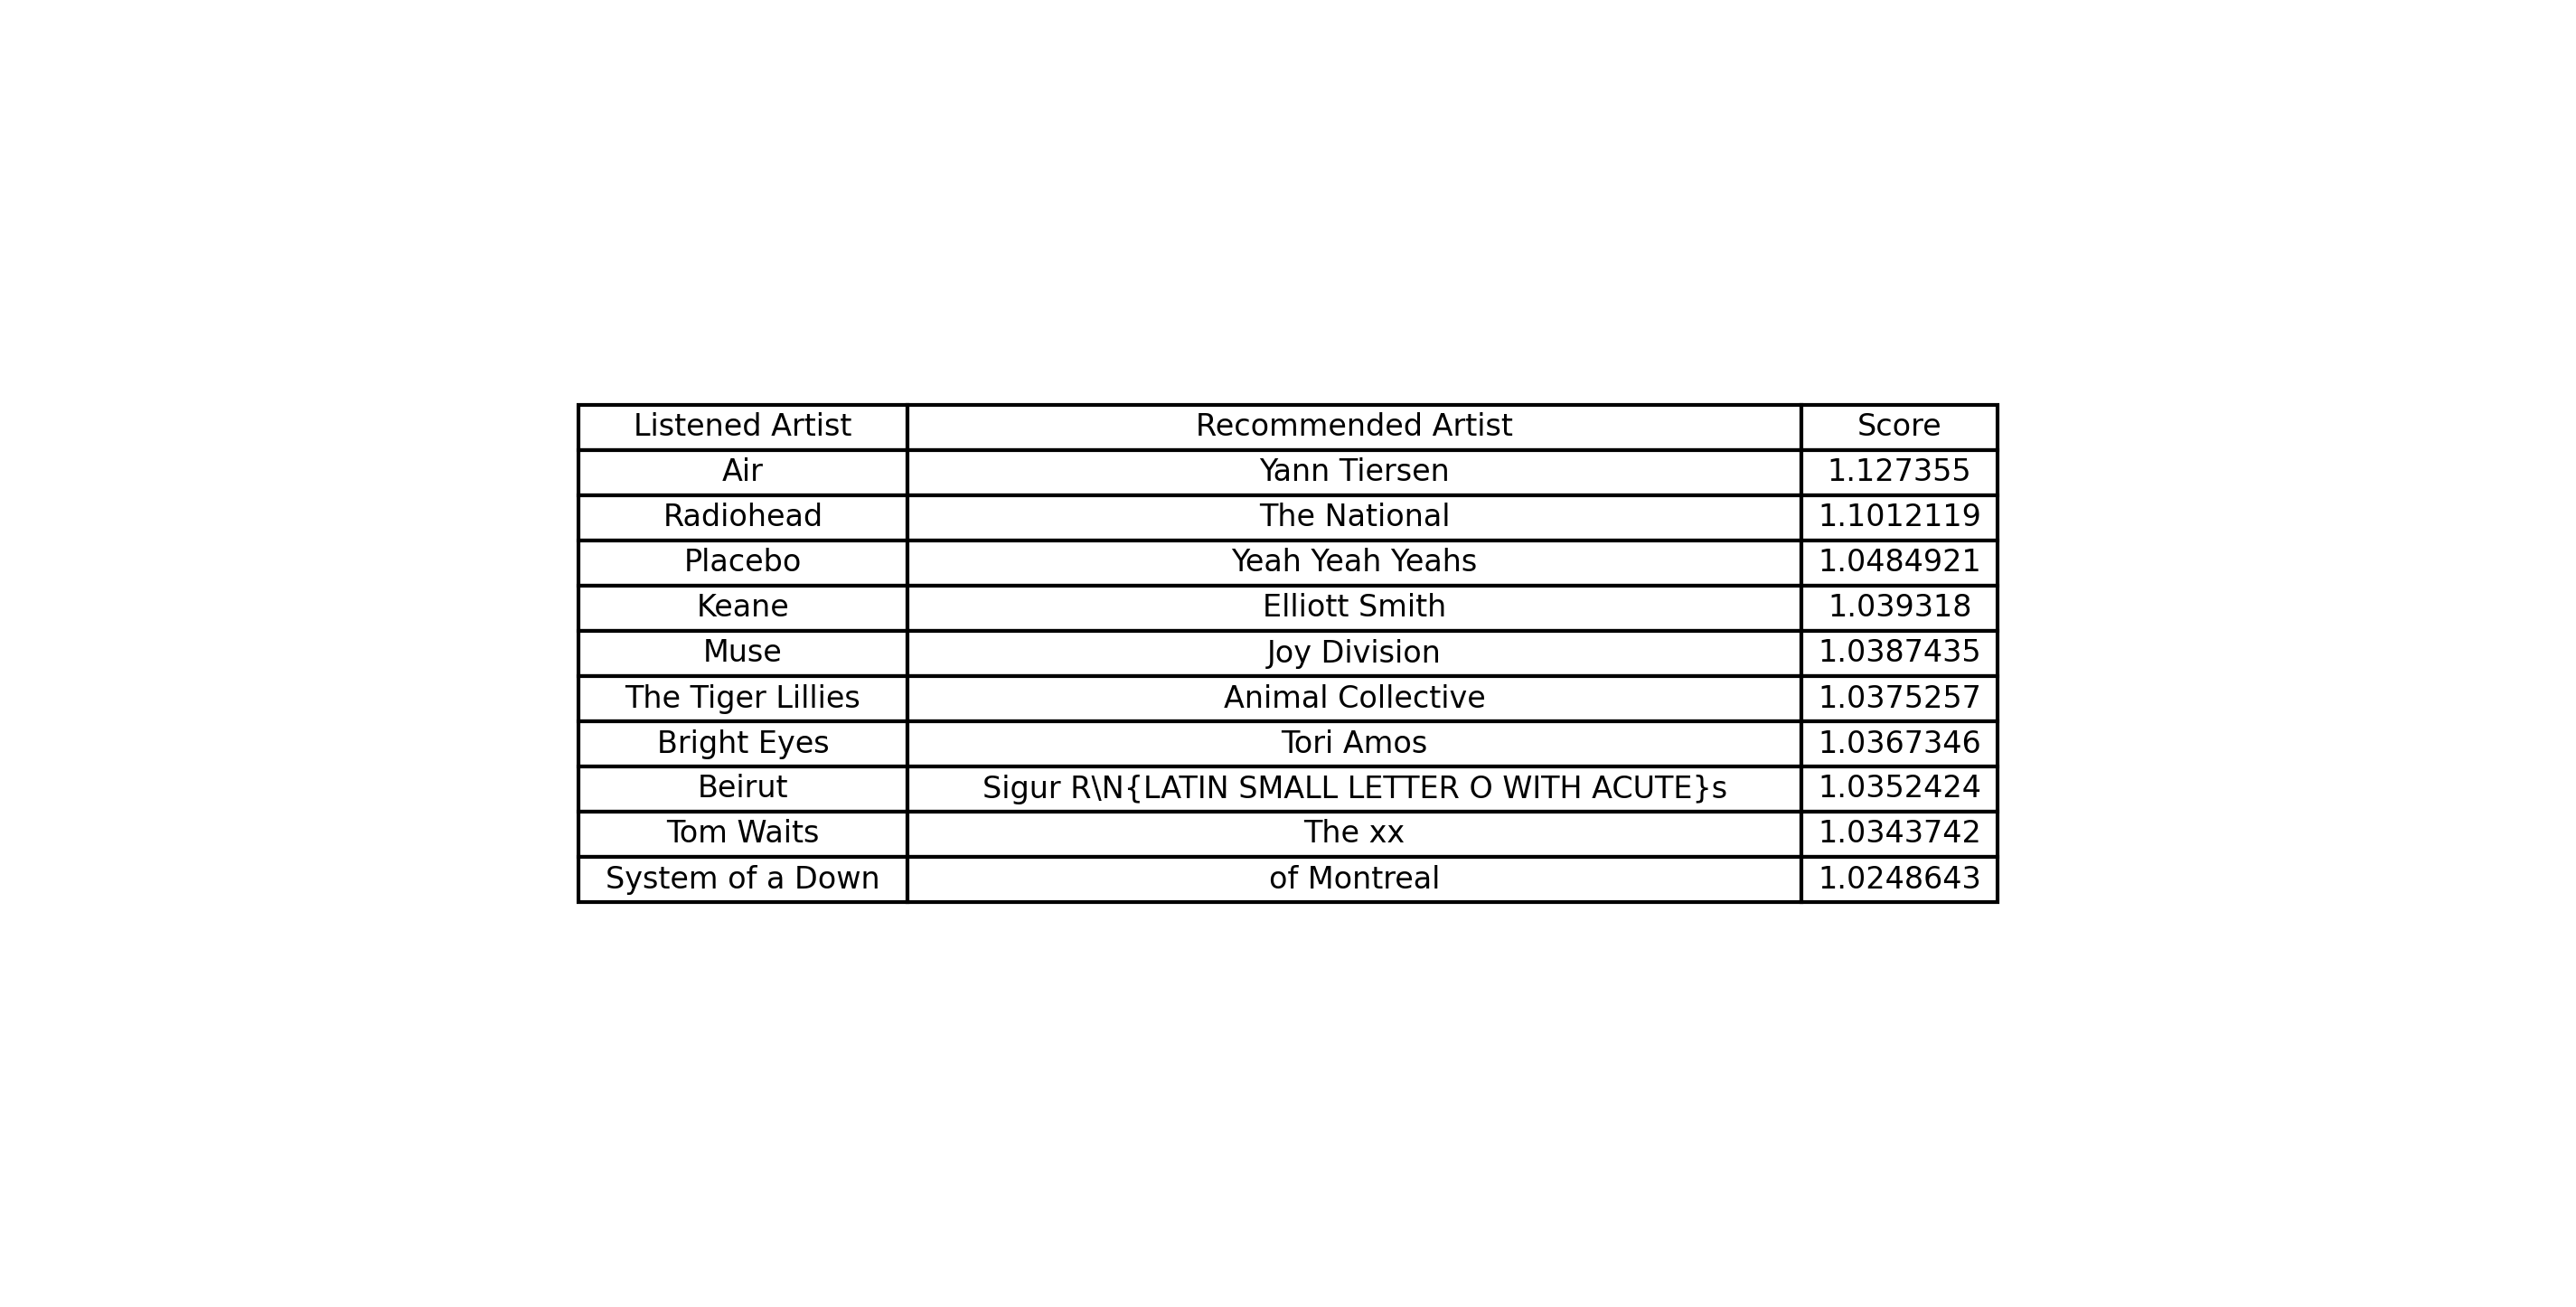 Listened Artist Recommended Artist Score
Air Yann Tiersen 1.127355
Radiohead The National 1.1012119
Placebo Yeah Yeah Yeahs 1.0484921
Keane Elliott Smith 1.039318
Muse Joy Division 1.0387435
The Tiger Lillies Animal Collective 1.0375257
Bright Eyes Tori Amos 1.0367346
Beirut Sigur R\N{LATIN SMALL LETTER O WITH ACUTE}s 1.0352424
Tom Waits The xx 1.0343742
System of a Down of Montreal 1.0248643